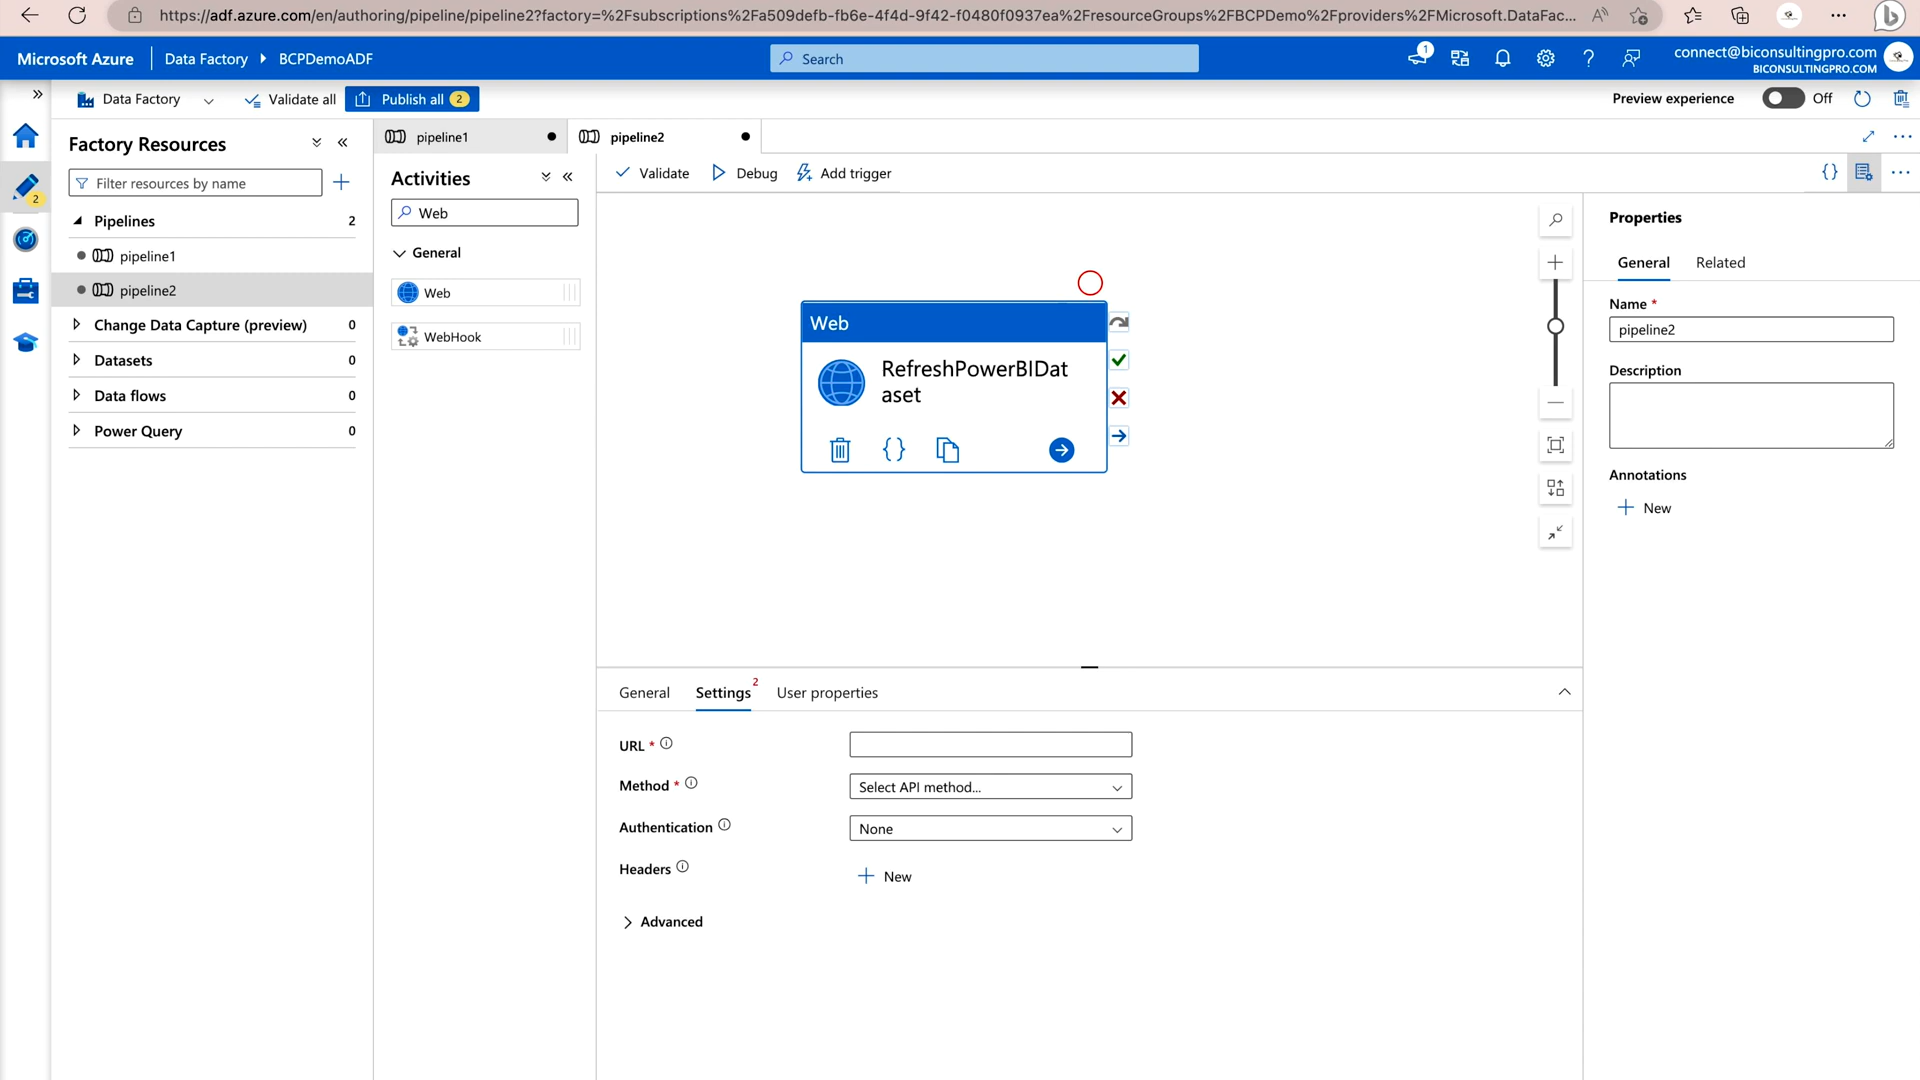 https://adf.azure.com/en/authoring/pipeline/pipeline2?factory=%2Fsubscriptions%2Fa509defb-fb6e-4f4d-9f42-f0480f0937ea%2FresourceGroups%2FBCPDemo%2Fproviders%2FMicrosoft.DataFac...
Microsoft Azure
Data Factory
BCPDemoADF
Search
1
connect@biconsultingpro.com
BICONSULTINGPRO.COM
Data Factory
Validate all
Publish all 2
Preview experience
Off
2
Factory Resources
Filter resources by name
Pipelines 2
pipeline1
pipeline2
Change Data Capture (preview) 0
Datasets 0
Data flows 0
Power Query 0
pipeline1
pipeline2
Activities
Web
General
Web
WebHook
Validate
Debug
Add trigger
Web
RefreshPowerBIDat
aset
General
Settings 2
User properties
URL *
Method *
Select API method...
Authentication
None
Headers
New
Advanced
Properties
General
Related
Name *
pipeline2
Description
Annotations
New